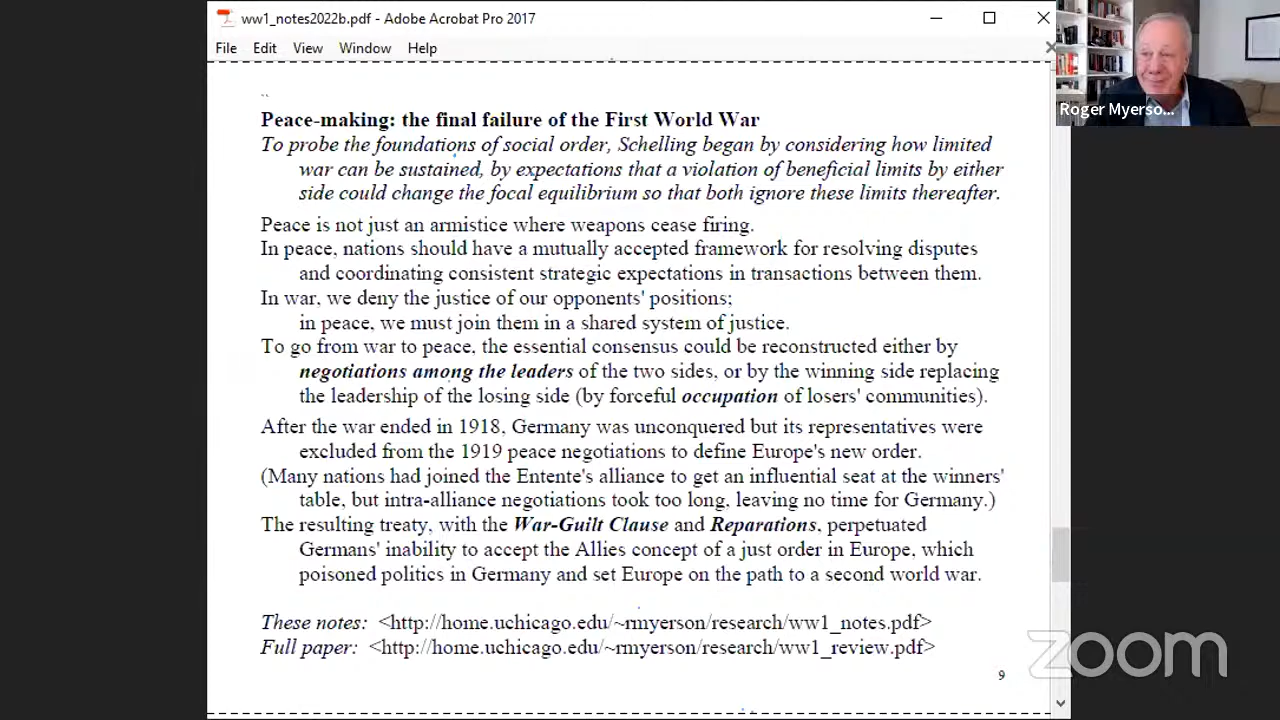 ww1_notes2022b.pdf - Adobe Acrobat Pro 2017
File Edit View Window Help
Roger Myerso...
Peace-making: the final failure of the First World War
To probe the foundations of social order, Schelling began by considering how limited
war can be sustained, by expectations that a violation of beneficial limits by either
side could change the focal equilibrium so that both ignore these limits thereafter.
Peace is not just an armistice where weapons cease firing.
In peace, nations should have a mutually accepted framework for resolving disputes
and coordinating consistent strategic expectations in transactions between them.
In war, we deny the justice of our opponents' positions;
in peace, we must join them in a shared system of justice.
To go from war to peace, the essential consensus could be reconstructed either by
negotiations among the leaders of the two sides, or by the winning side replacing
the leadership of the losing side (by forceful occupation of losers' communities).
After the war ended in 1918, Germany was unconquered but its representatives were
excluded from the 1919 peace negotiations to define Europe's new order.
(Many nations had joined the Entente's alliance to get an influential seat at the winners'
table, but intra-alliance negotiations took too long, leaving no time for Germany.)
The resulting treaty, with the War-Guilt Clause and Reparations, perpetuated
Germans' inability to accept the Allies concept of a just order in Europe, which
poisoned politics in Germany and set Europe on the path to a second world war.
These notes: <http://home.uchicago.edu/~rmyerson/research/ww1_notes.pdf>
Full paper: <http://home.uchicago.edu/~rmyerson/research/ww1_review.pdf>
9
zoom